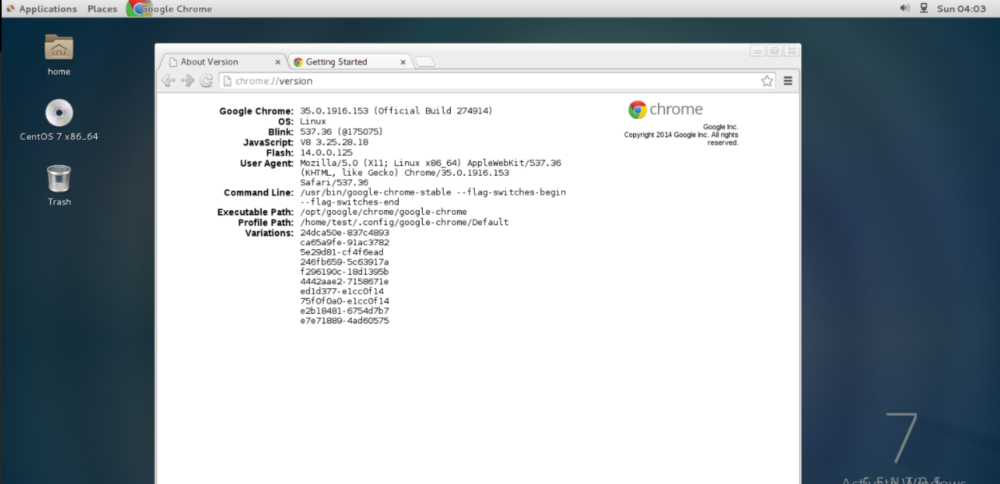 Applications Places Google Chrome Sun 04:03
home
CentOS 7 x86_64
Trash
About Version Getting Started
chrome://version
Google Chrome: 35.0.1916.153 (Official Build 274914)
OS: Linux
Blink: 537.36 (@175075)
JavaScript: V8 3.25.28.18
Flash: 14.0.0.125
User Agent: Mozilla/5.0 (X11; Linux x86_64) AppleWebKit/537.36
(KHTML, like Gecko) Chrome/35.0.1916.153
Safari/537.36
Command Line: /usr/bin/google-chrome-stable --flag-switches-begin
--flag-switches-end
Executable Path: /opt/google/chrome/google-chrome
Profile Path: /home/test/.config/google-chrome/Default
Variations: 24dca50e-837c4893
ca65a9fe-91ac3782
5e29d81-cf4f6ead
246fb659-5c63917a
f296190c-18d1395b
4442aae2-7158671e
ed1d377-e1cc0f14
75f0f0a0-e1cc0f14
e2b18481-6754d7b7
e7e71889-4ad60575
chrome
Google Inc.
Copyright 2014 Google Inc. All rights
reserved.
7
CENTOS
Activate Windows